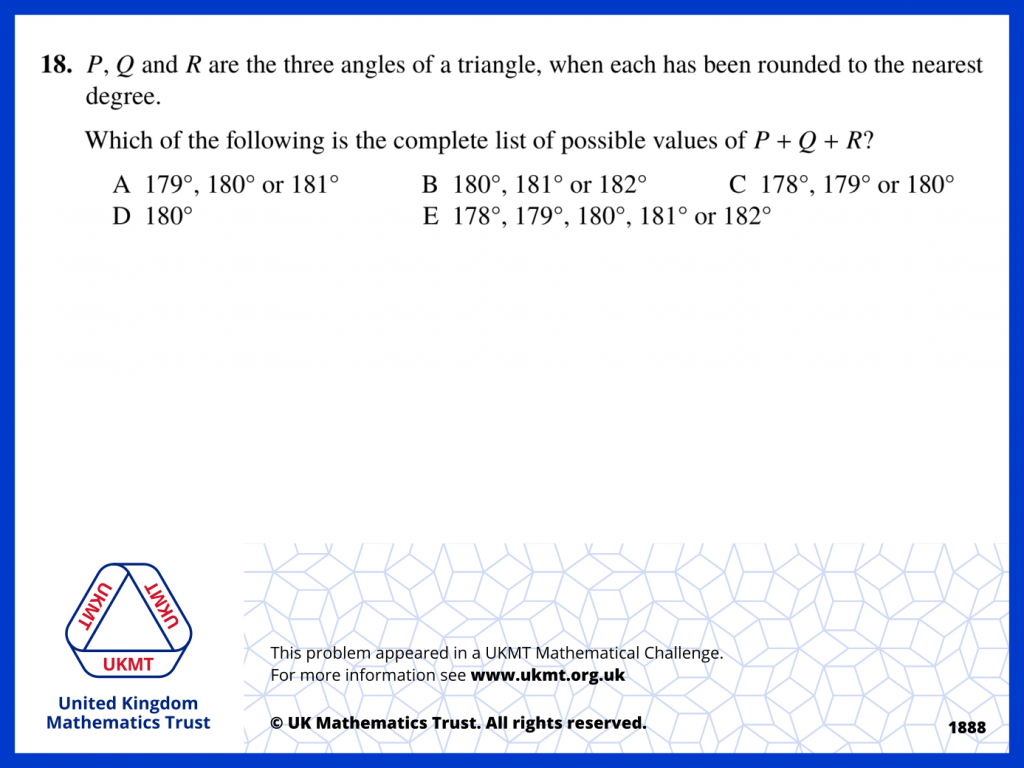 18. P, Q and R are the three angles of a triangle, when each has been rounded to the nearest
degree.
Which of the following is the complete list of possible values of P + Q + R?
A 179°, 180° or 181° B 180°, 181° or 182° C 178°, 179° or 180°
D 180° E 178°, 179°, 180°, 181° or 182°
UKMT UKMT
UKMT
United Kingdom
Mathematics Trust
This problem appeared in a UKMT Mathematical Challenge.
For more information see www.ukmt.org.uk
© UK Mathematics Trust. All rights reserved.
1888